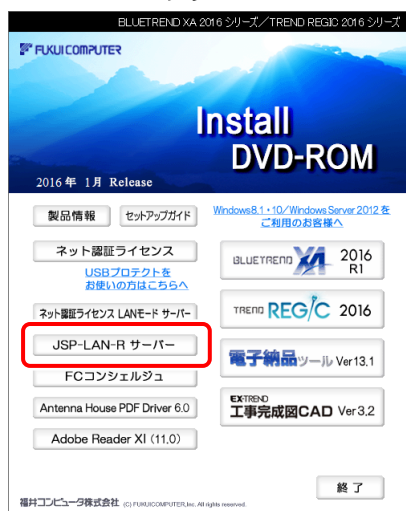 BLUETREND XA 2016 シリーズ／TREND REGIC 2016 シリーズ
FUKUI COMPUTER
Install
DVD-ROM
2016 年 1月 Release
製品情報
セットアップガイド
Windows8.1・10／Windows Server 2012 を
ご利用のお客様へ
ネット認証ライセンス
USBプロテクトを
お使いの方はこちらへ
ネット認証ライセンス LANモード サーバー
JSP-LAN-R サーバー
FCコンシェルジュ
Antenna House PDF Driver 6.0
Adobe Reader XI (11.0)
BLUETREND XA 2016
R1
TREND REGIC 2016
電子納品ツール Ver13.1
EX-TREND
工事完成図CAD Ver3.2
終 了
福井コンピュータ株式会社 (C) FUKUICOMPUTER,Inc. All rights reserved.